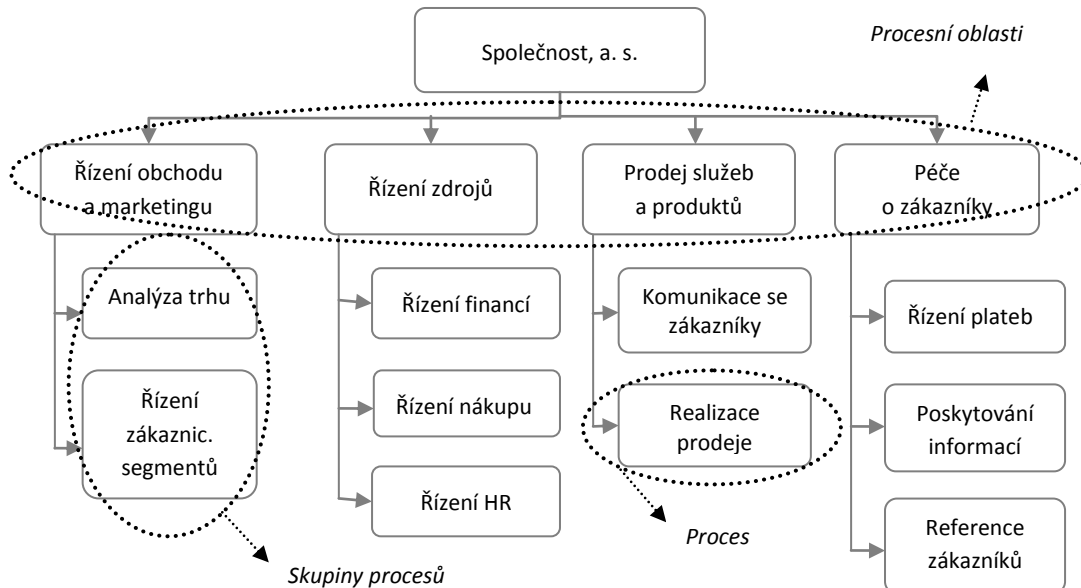 Procesní oblasti
Společnost, a. s.
Řízení obchodu
a marketingu
Řízení zdrojů
Prodej služeb
a produktů
Péče
o zákazníky
Analýza trhu
Řízení
zákaznic.
segmentů
Skupiny procesů
Řízení financí
Řízení nákupu
Řízení HR
Komunikace se
zákazníky
Realizace
prodeje
Proces
Řízení plateb
Poskytování
informací
Reference
zákazníků